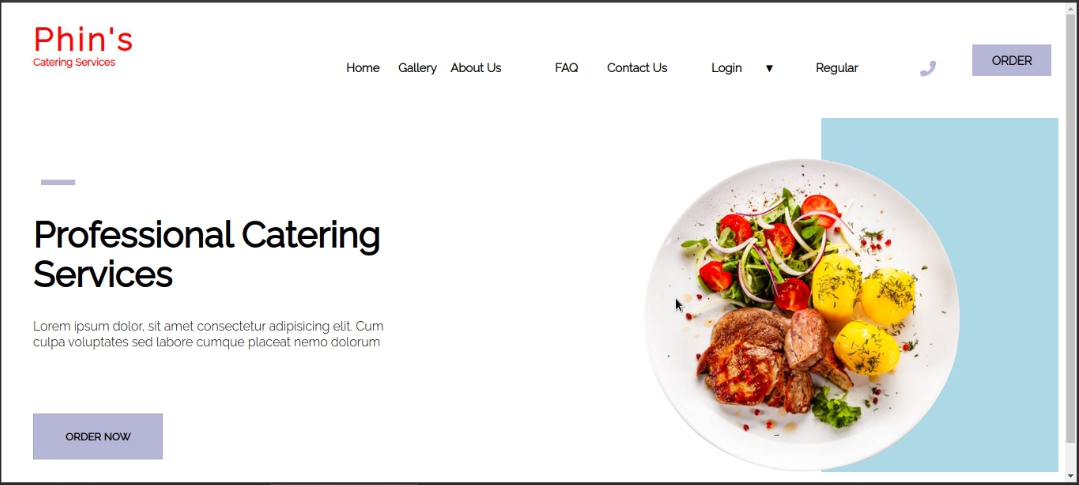 Phin's
Catering Services
Home Gallery About Us FAQ Contact Us Login ▼ Regular ORDER
Professional Catering
Services
Lorem ipsum dolor, sit amet consectetur adipisicing elit. Cum
culpa voluptates sed labore cumque placeat nemo dolorum
ORDER NOW